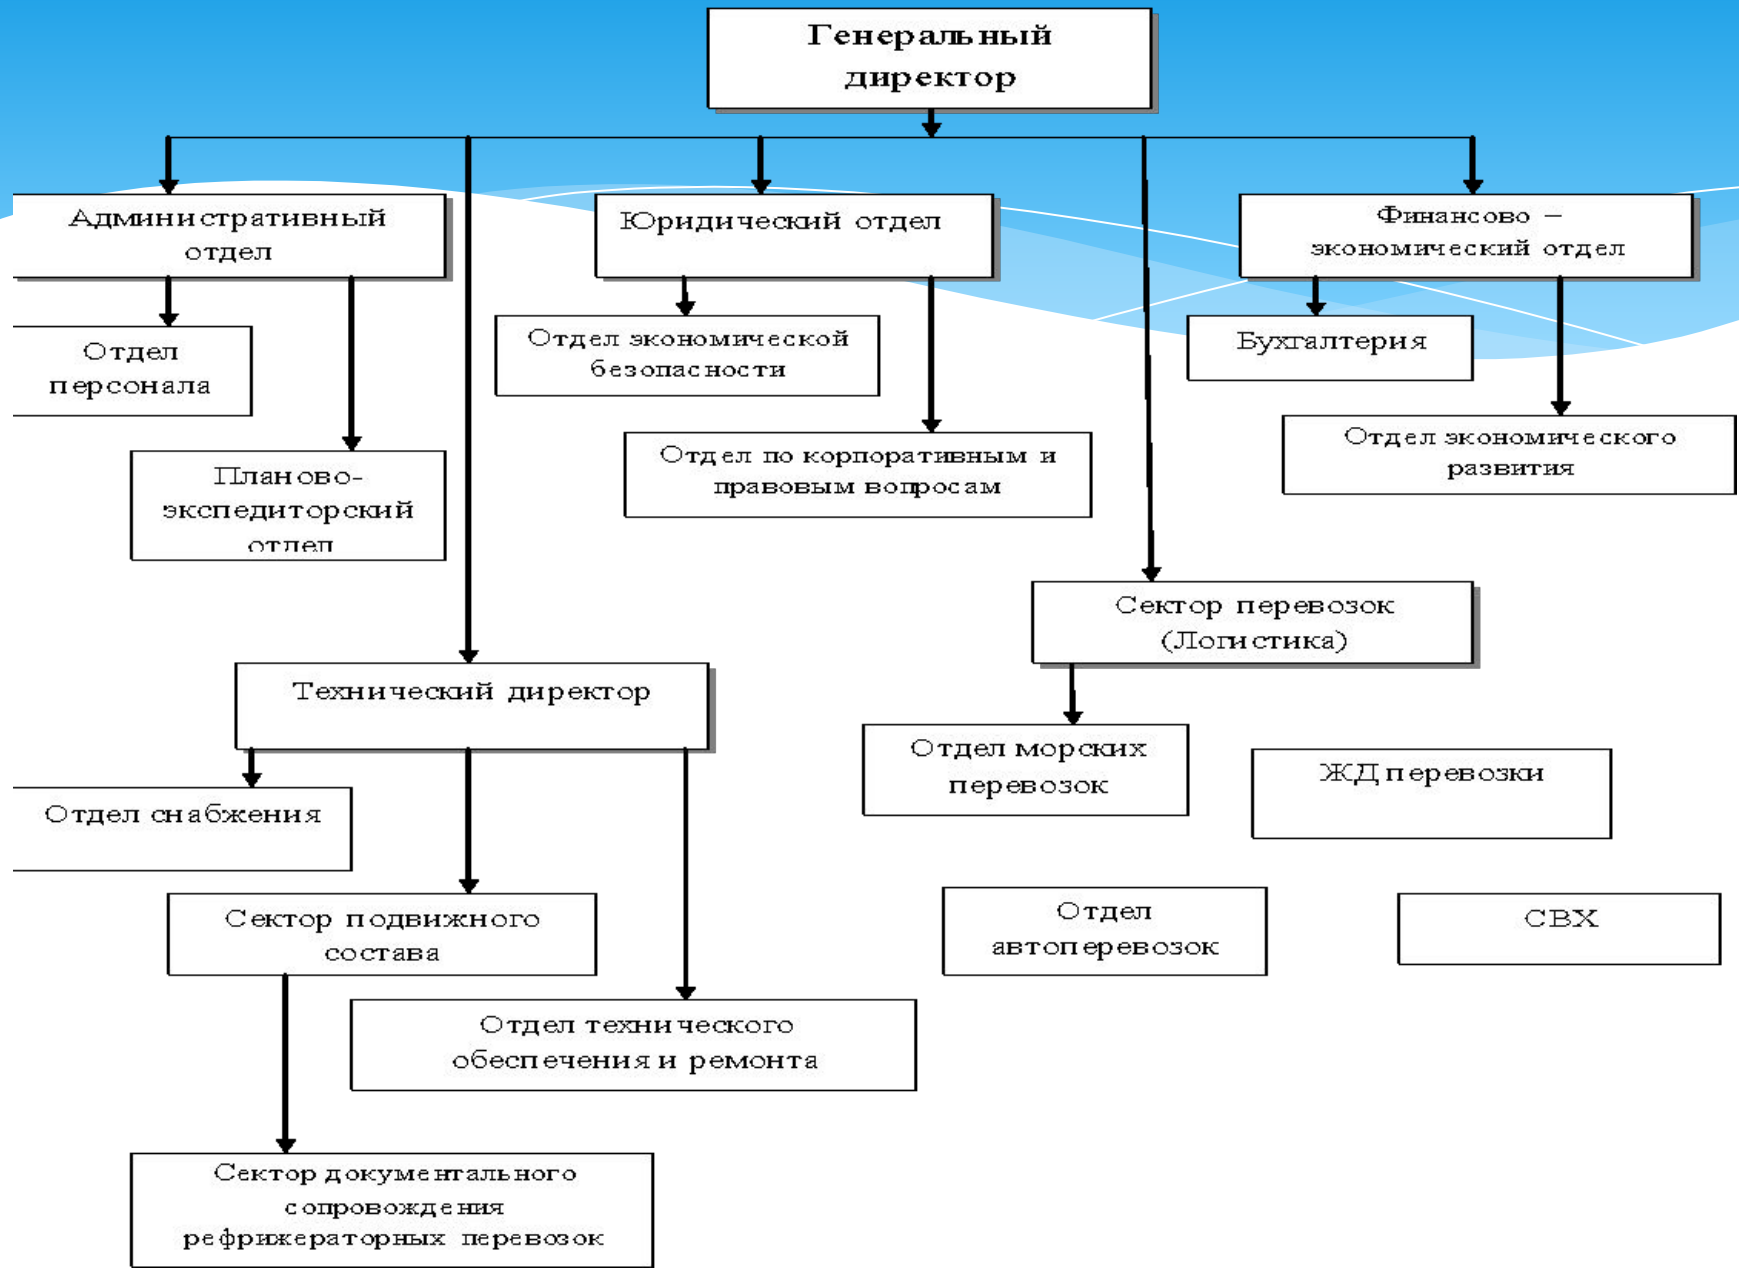 Генеральный
директор
Административный
отдел
Юридический отдел
Финансово –
экономический отдел
Отдел
персонала
Отдел экономической
безопасности
Бухгалтерия
Планово-
экспедиторский
отдел
Отдел по корпоративным и
правовым вопросам
Отдел экономического
развития
Сектор перевозок
(Логистика)
Технический директор
Отдел морских
перевозок
ЖД перевозки
Отдел снабжения
Сектор подвижного
состава
Отдел
автоперевозок
СВХ
Отдел технического
обеспечения и ремонта
Сектор документального
сопровождения
рефрижераторных перевозок